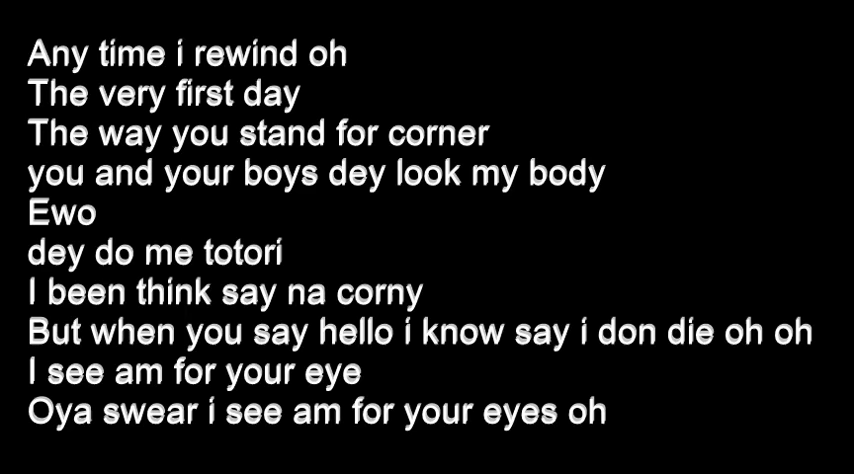 Any time i rewind oh
The very first day
The way you stand for corner
you and your boys dey look my body
Ewo
dey do me totori
I been think say na corny
But when you say hello i know say i don die oh oh
I see am for your eye
Oya swear i see am for your eyes oh